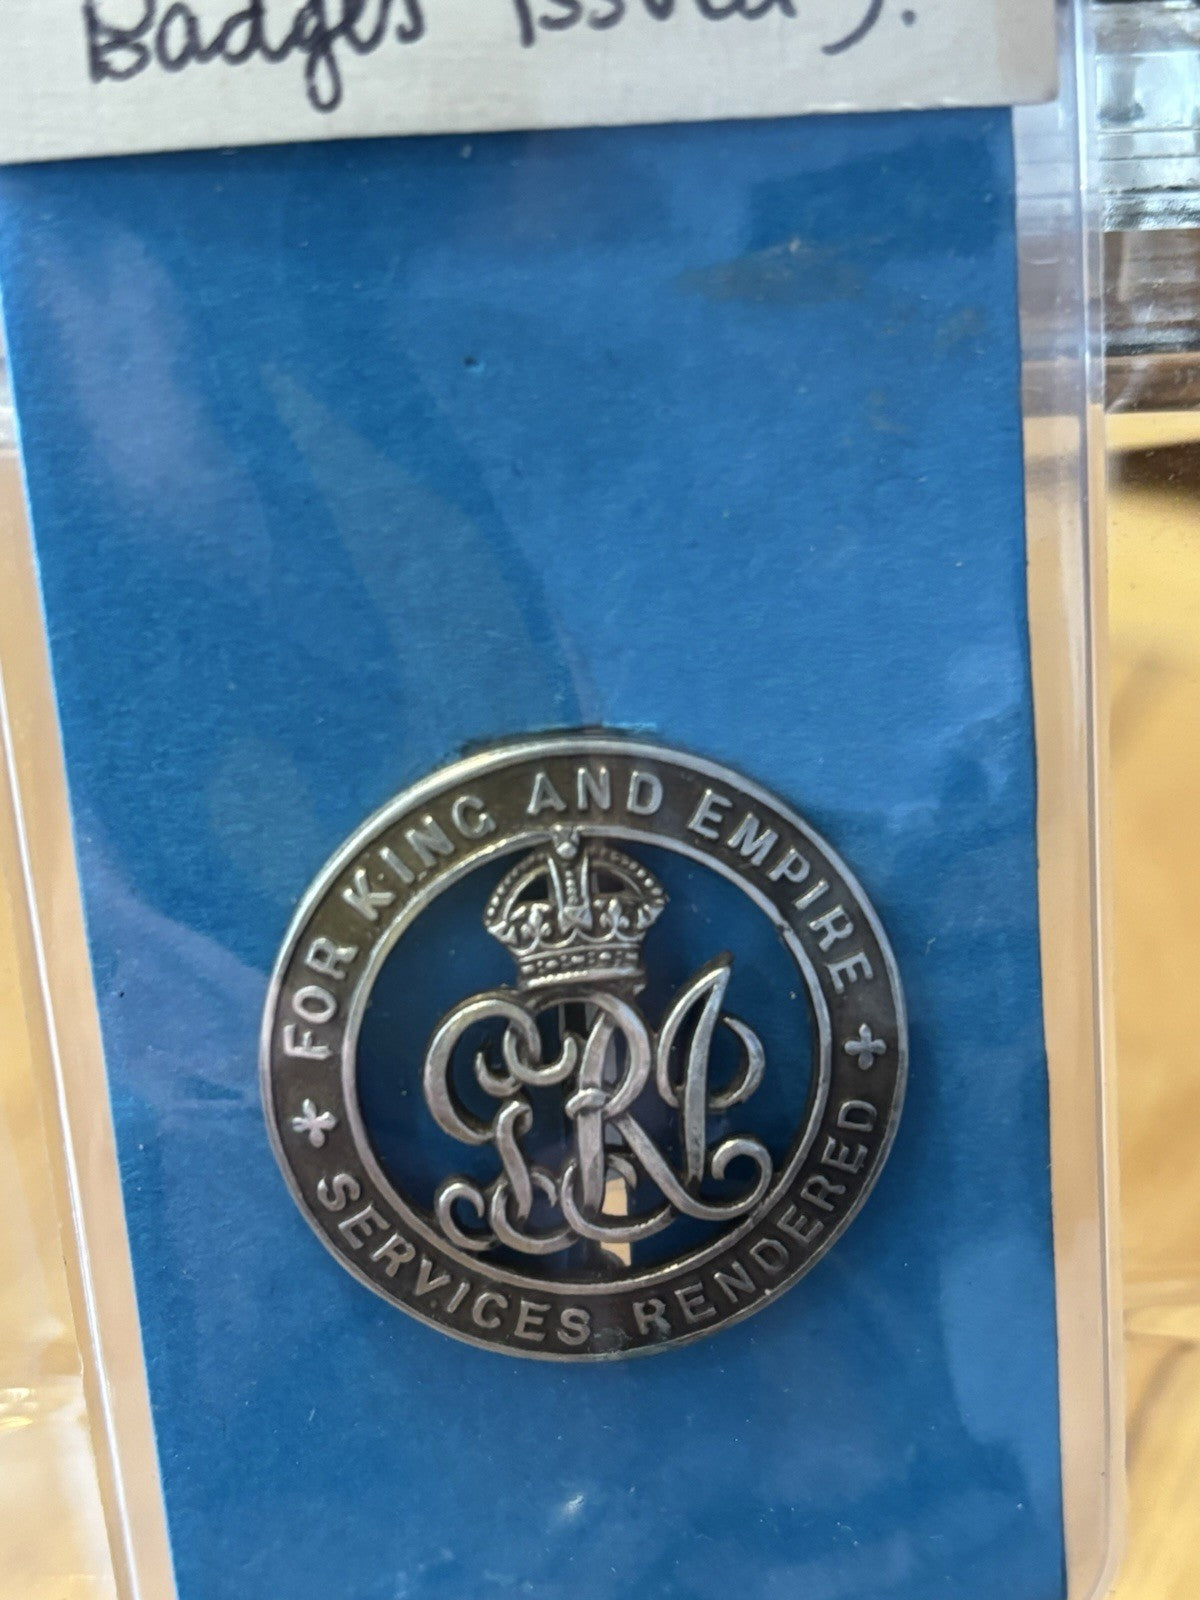 Badges issued).
FOR KING AND EMPIRE
GRI
SERVICES RENDERED